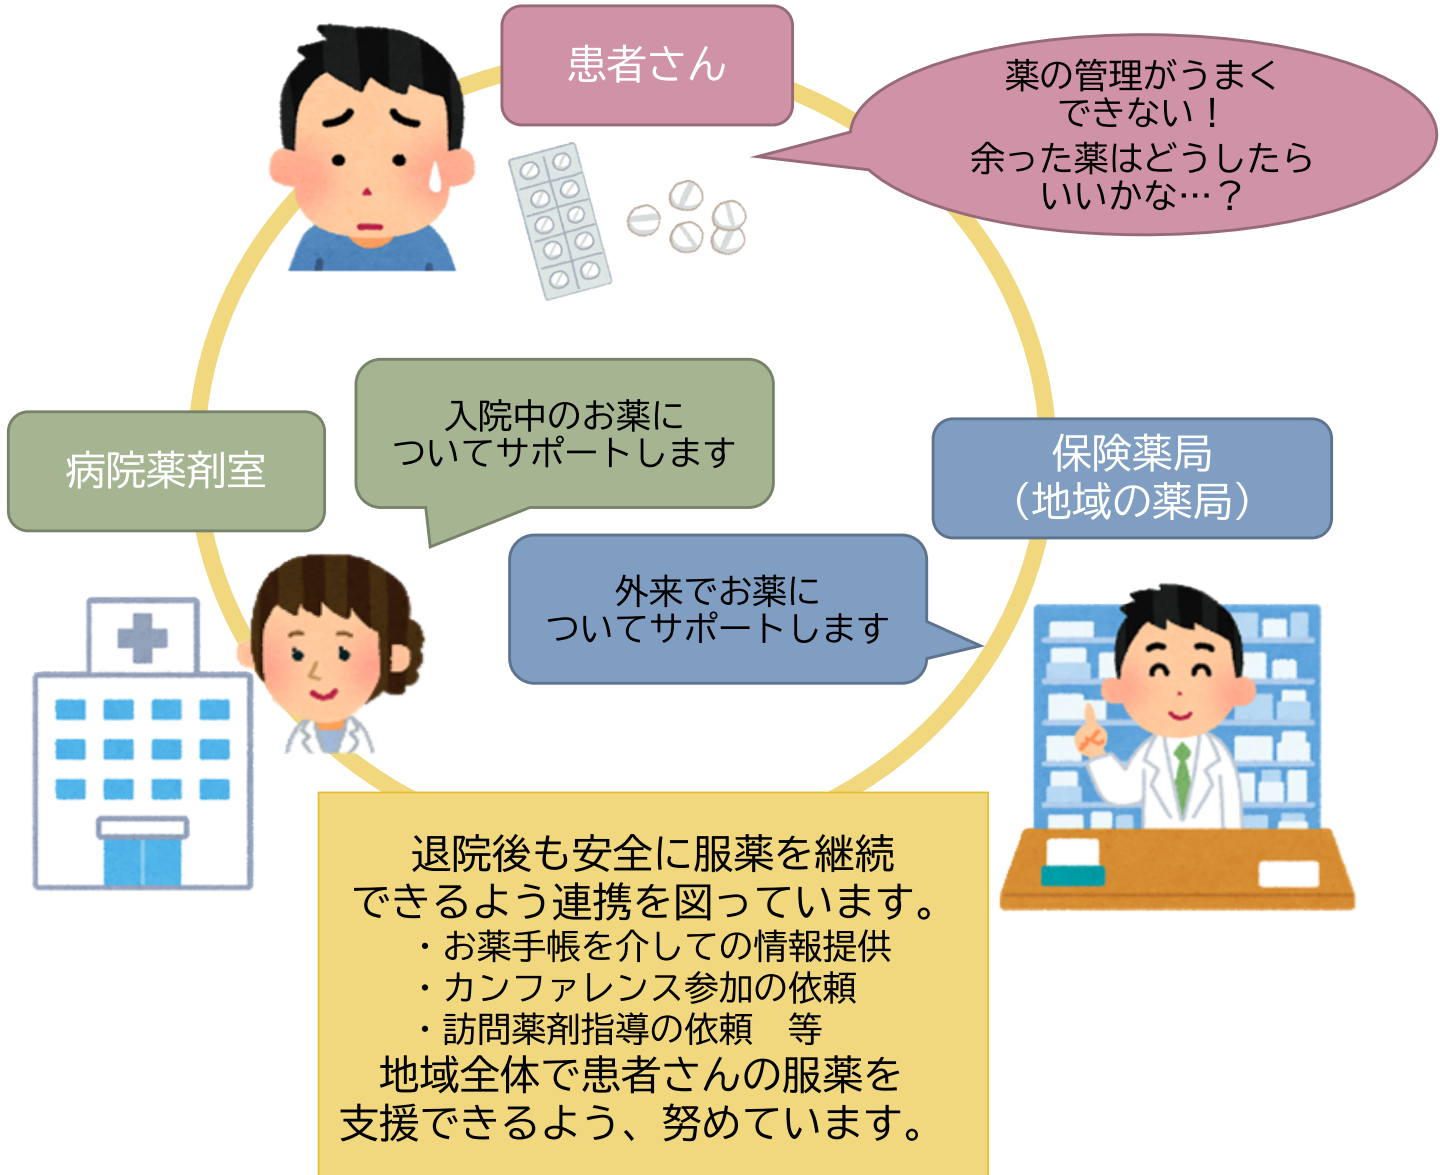 患者さん
薬の管理がうまく
できない！
余った薬はどうしたら
いいかな…？
入院中のお薬に
ついてサポートします
病院薬剤室
保険薬局
（地域の薬局）
外来でお薬に
ついてサポートします
退院後も安全に服薬を継続
できるよう連携を図っています。
・お薬手帳を介しての情報提供
・カンファレンス参加の依頼
・訪問薬剤指導の依頼　等
地域全体で患者さんの服薬を
支援できるよう、努めています。